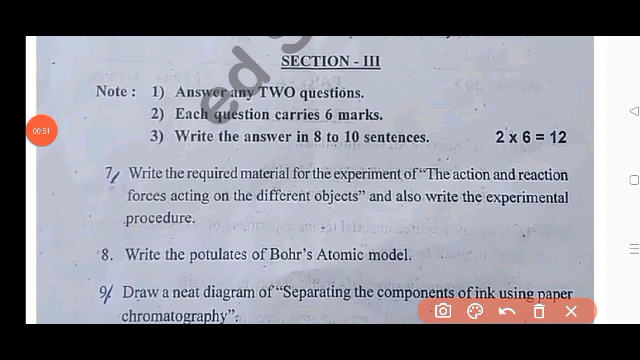 SECTION - III
Note : 1) Answer any TWO questions.
2) Each question carries 6 marks.
3) Write the answer in 8 to 10 sentences. 2 x 6 = 12
00:51
7. Write the required material for the experiment of "The action and reaction
forces acting on the different objects" and also write the experimental
procedure.
8. Write the potulates of Bohr's Atomic model.
9. Draw a neat diagram of "Separating the components of ink using paper
chromatography".